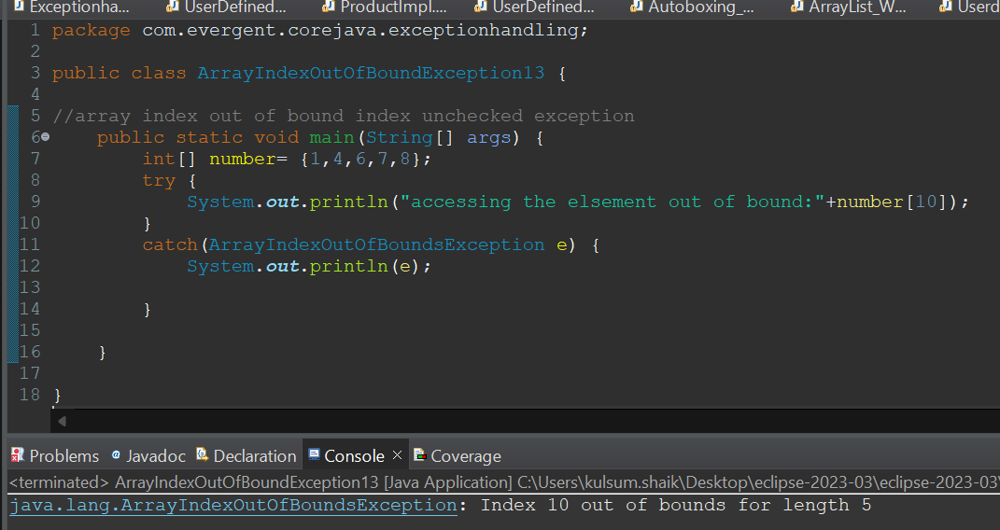 Exceptionha... UserDefined... ProductImpl.... UserDefined... Autoboxing_... ArrayList_W... Userd
1 package com.evergent.corejava.exceptionhandling;
2
3 public class ArrayIndexOutOfBoundException13 {
4
5 //array index out of bound index unchecked exception
6 public static void main(String[] args) {
7 int[] number= {1,4,6,7,8};
8 try {
9 System.out.println("accessing the elsement out of bound:"+number[10]);
10 }
11 catch(ArrayIndexOutOfBoundsException e) {
12 System.out.println(e);
13
14 }
15
16 }
17
18 }
Problems @ Javadoc Declaration Console × Coverage
<terminated> ArrayIndexOutOfBoundException13 [Java Application] C:\Users\kulsum.shaik\Desktop\eclipse-2023-03\eclipse-2023-03\
java.lang.ArrayIndexOutOfBoundsException: Index 10 out of bounds for length 5